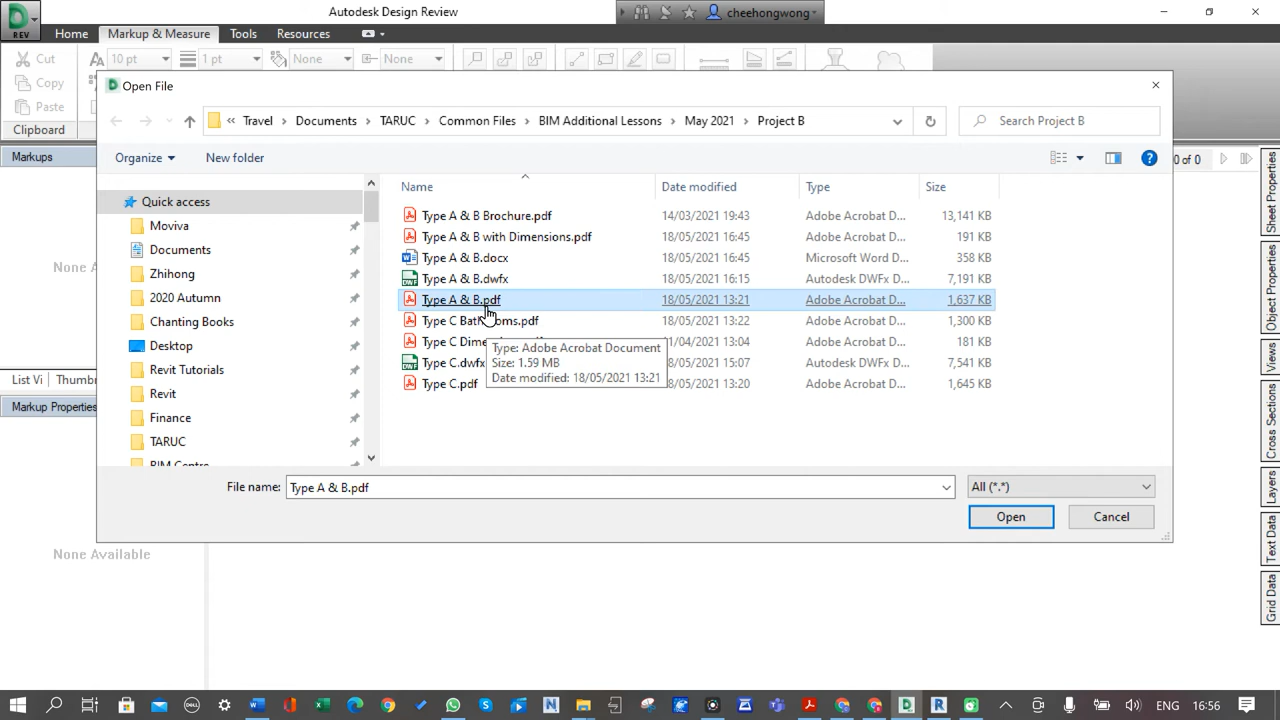 Autodesk Design Review
cheehongwong
REV
Home Markup & Measure Tools Resources
Cut 10 pt 1 pt None None
Copy
Paste
Clipboard
Open File
Travel Documents TARUC Common Files BIM Additional Lessons May 2021 Project B
Search Project B
Markups
Organize New folder
0 of 0
Name Date modified Type Size
Quick access
Moviva
Documents
Zhihong
2020 Autumn
Chanting Books
Desktop
Revit Tutorials
Revit
Finance
TARUC
BIM Centre
Type A & B Brochure.pdf 14/03/2021 19:43 Adobe Acrobat D... 13,141 KB
Type A & B with Dimensions.pdf 18/05/2021 16:45 Adobe Acrobat D... 191 KB
Type A & B.docx 18/05/2021 16:45 Microsoft Word D... 358 KB
Type A & B.dwfx 18/05/2021 16:15 Autodesk DWFx D... 7,191 KB
Type A & B.pdf 18/05/2021 13:21 Adobe Acrobat D... 1,637 KB
Type C Bathrooms.pdf 18/05/2021 13:22 Adobe Acrobat D... 1,300 KB
Type C 1/04/2021 13:04 Adobe Acrobat D... 181 KB
Type C.dwfx 8/05/2021 15:07 Autodesk DWFx D... 7,541 KB
Type C.pdf 8/05/2021 13:20 Adobe Acrobat D... 1,645 KB
Type: Adobe Acrobat Document
Size: 1.59 MB
Date modified: 18/05/2021 13:21
None A
List Vi Thumbn
Markup Properties
None Available
File name: Type A & B.pdf All (*.*)
Open Cancel
Sheet Properties
Object Properties
Views
Cross Sections
Layers
Text Data
Grid Data
ENG 16:56